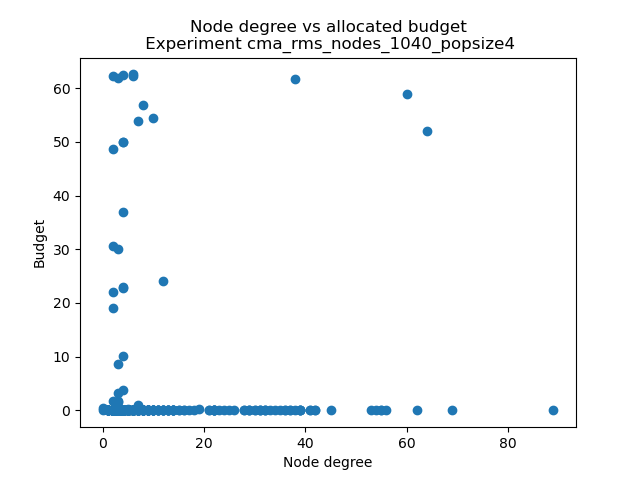 Node degree vs allocated budget
Experiment cma_rms_nodes_1040_popsize4
60
50
40
30
20
10
0
Budget
0 20 40 60 80
Node degree